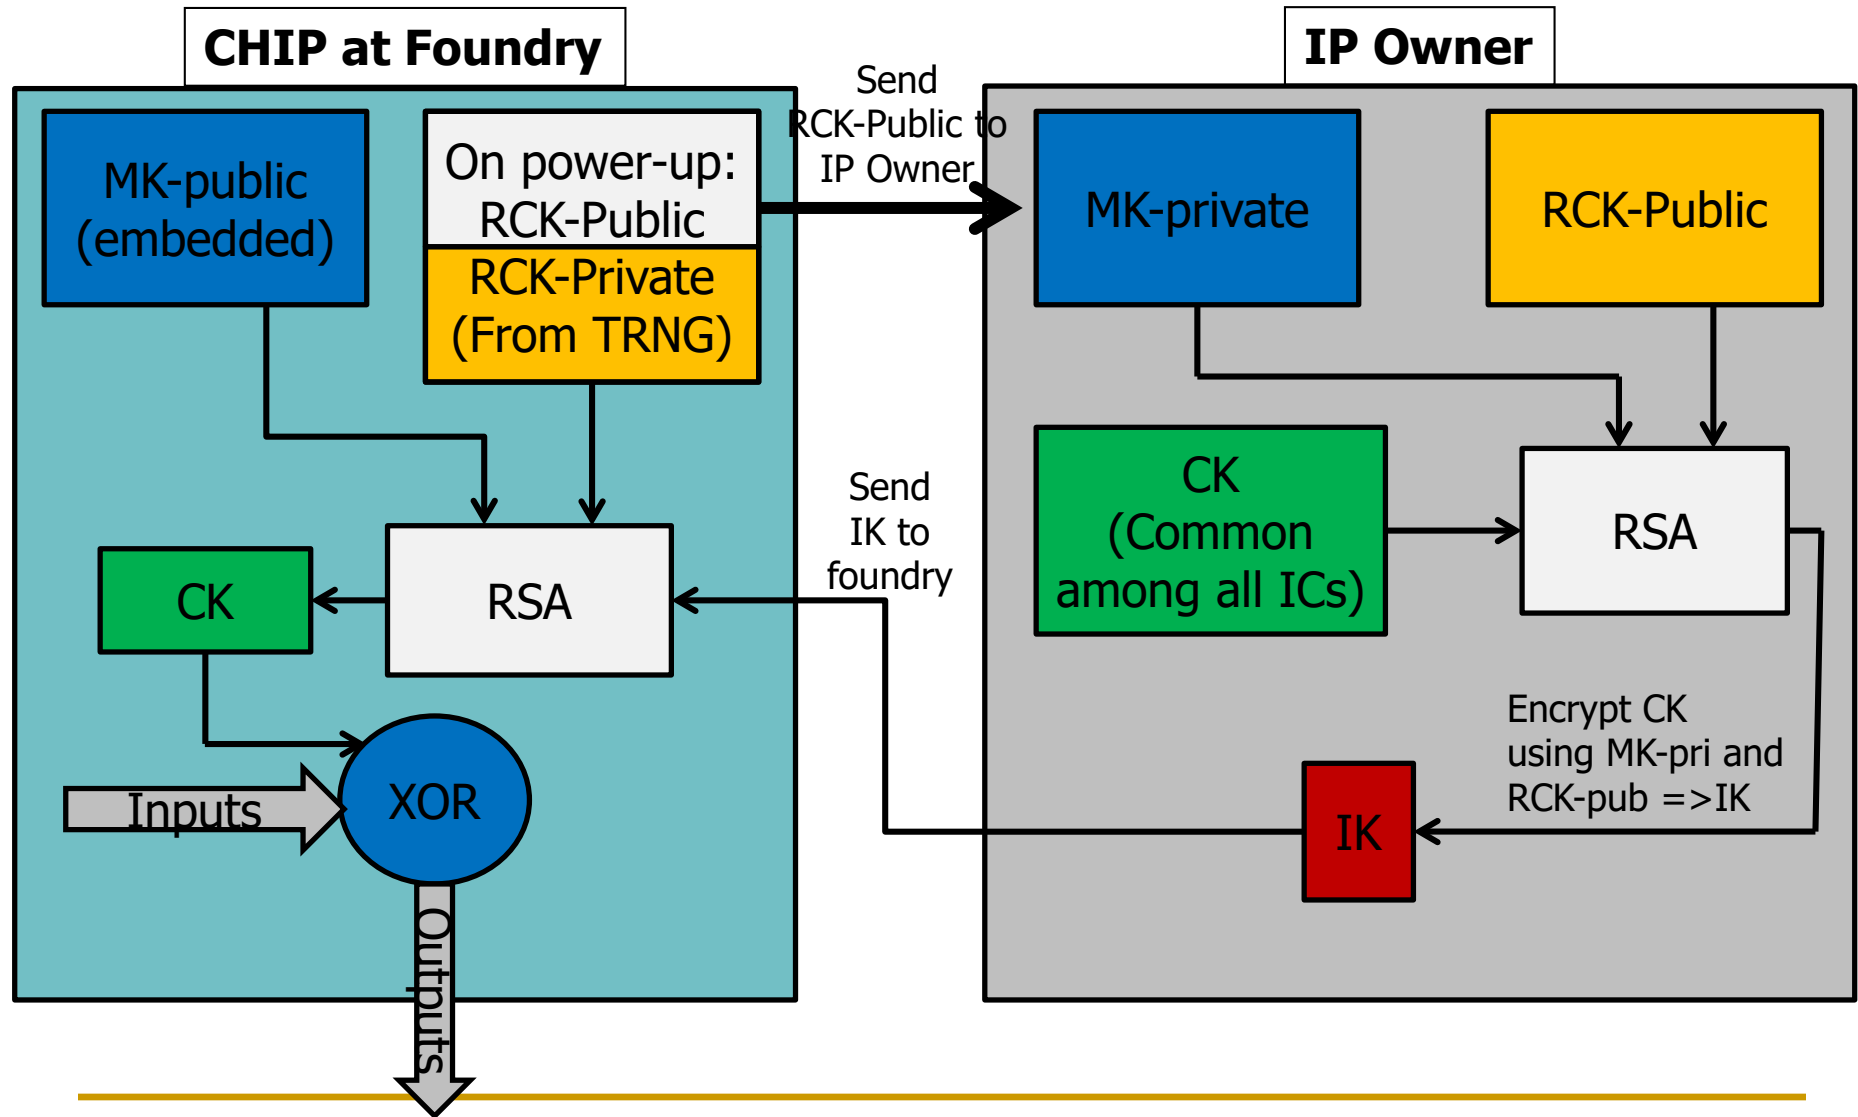 CHIP at Foundry
MK-public
(embedded)
On power-up:
RCK-Public
RCK-Private
(From TRNG)
Send
RCK-Public to
IP Owner
IP Owner
MK-private
RCK-Public
CK
(Common
among all ICs)
RSA
Send
IK to
foundry
CK
RSA
Encrypt CK
using MK-pri and
RCK-pub =>IK
IK
Inputs
XOR
Outputs